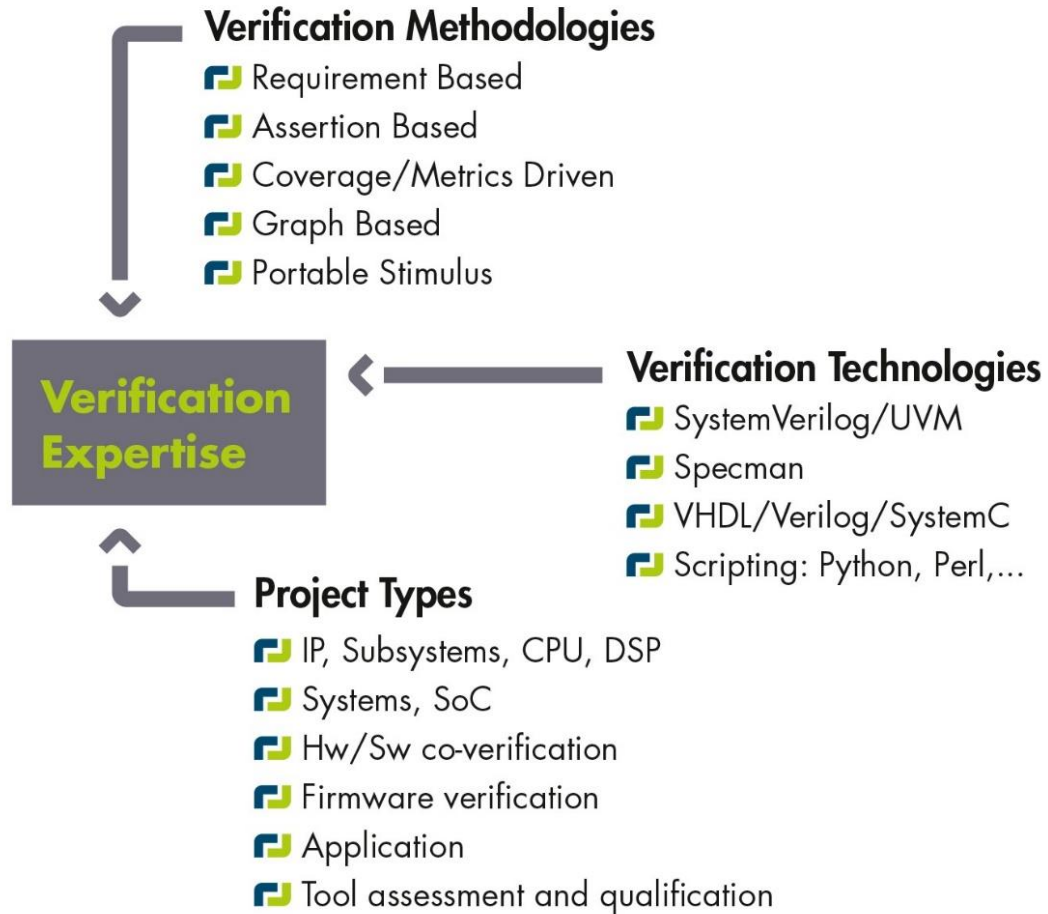 Verification Methodologies
Requirement Based
Assertion Based
Coverage/Metrics Driven
Graph Based
Portable Stimulus
Verification
Expertise
Verification Technologies
SystemVerilog/UVM
Specman
VHDL/Verilog/SystemC
Scripting: Python, Perl,...
Project Types
IP, Subsystems, CPU, DSP
Systems, SoC
Hw/Sw co-verification
Firmware verification
Application
Tool assessment and qualification